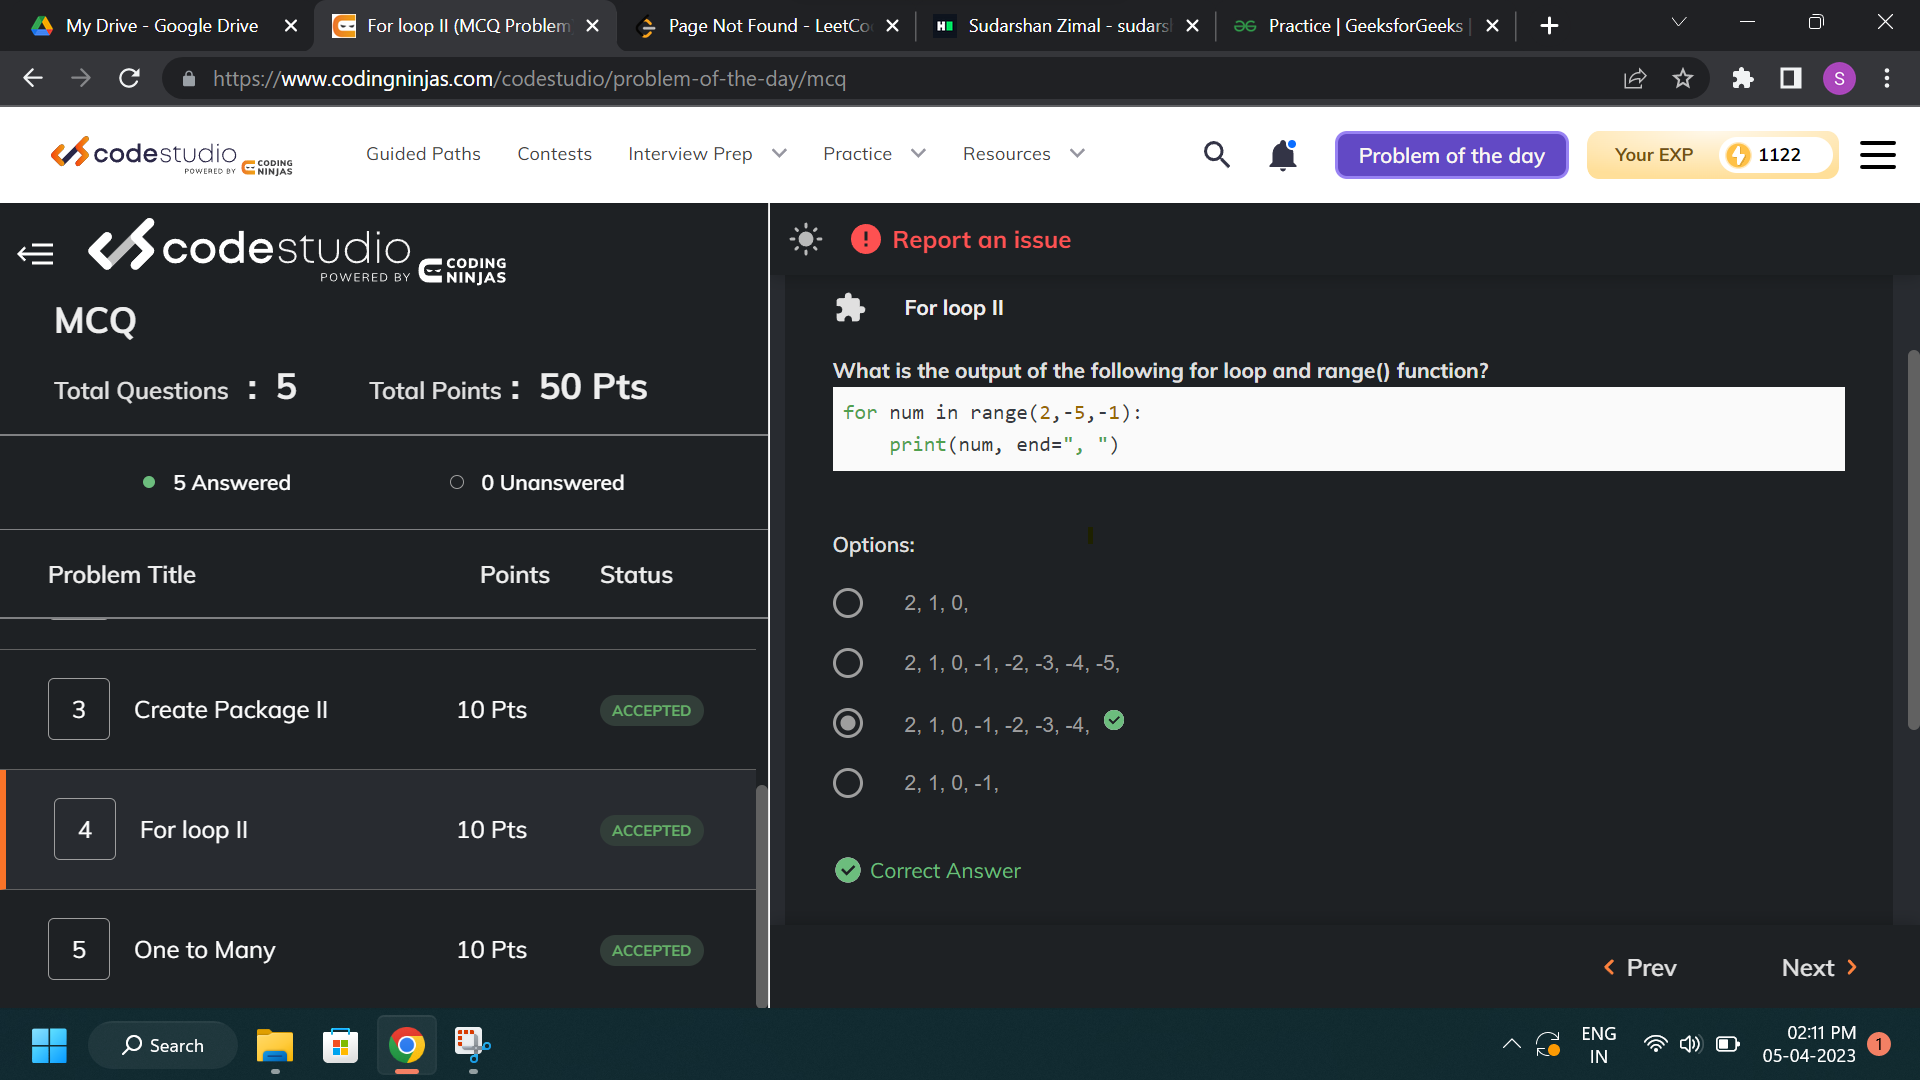 My Drive - Google Drive
For loop II (MCQ Problem
Page Not Found - LeetCo
Sudarshan Zimal - sudars
Practice | GeeksforGeeks |
https://www.codingninjas.com/codestudio/problem-of-the-day/mcq
S
codestudio
POWERED BY CODING NINJAS
Guided Paths
Contests
Interview Prep
Practice
Resources
Problem of the day
Your EXP
1122
codestudio
POWERED BY CODING NINJAS
MCQ
Total Questions : 5
Total Points : 50 Pts
5 Answered
0 Unanswered
Problem Title
Points
Status
3 Create Package II 10 Pts ACCEPTED
4 For loop II 10 Pts ACCEPTED
5 One to Many 10 Pts ACCEPTED
Report an issue
For loop II
What is the output of the following for loop and range() function?
for num in range(2,-5,-1):
print(num, end=", ")
Options:
2, 1, 0,
2, 1, 0, -1, -2, -3, -4, -5,
2, 1, 0, -1, -2, -3, -4,
2, 1, 0, -1,
Correct Answer
Prev
Next
Search
ENG
IN
02:11 PM
05-04-2023
1